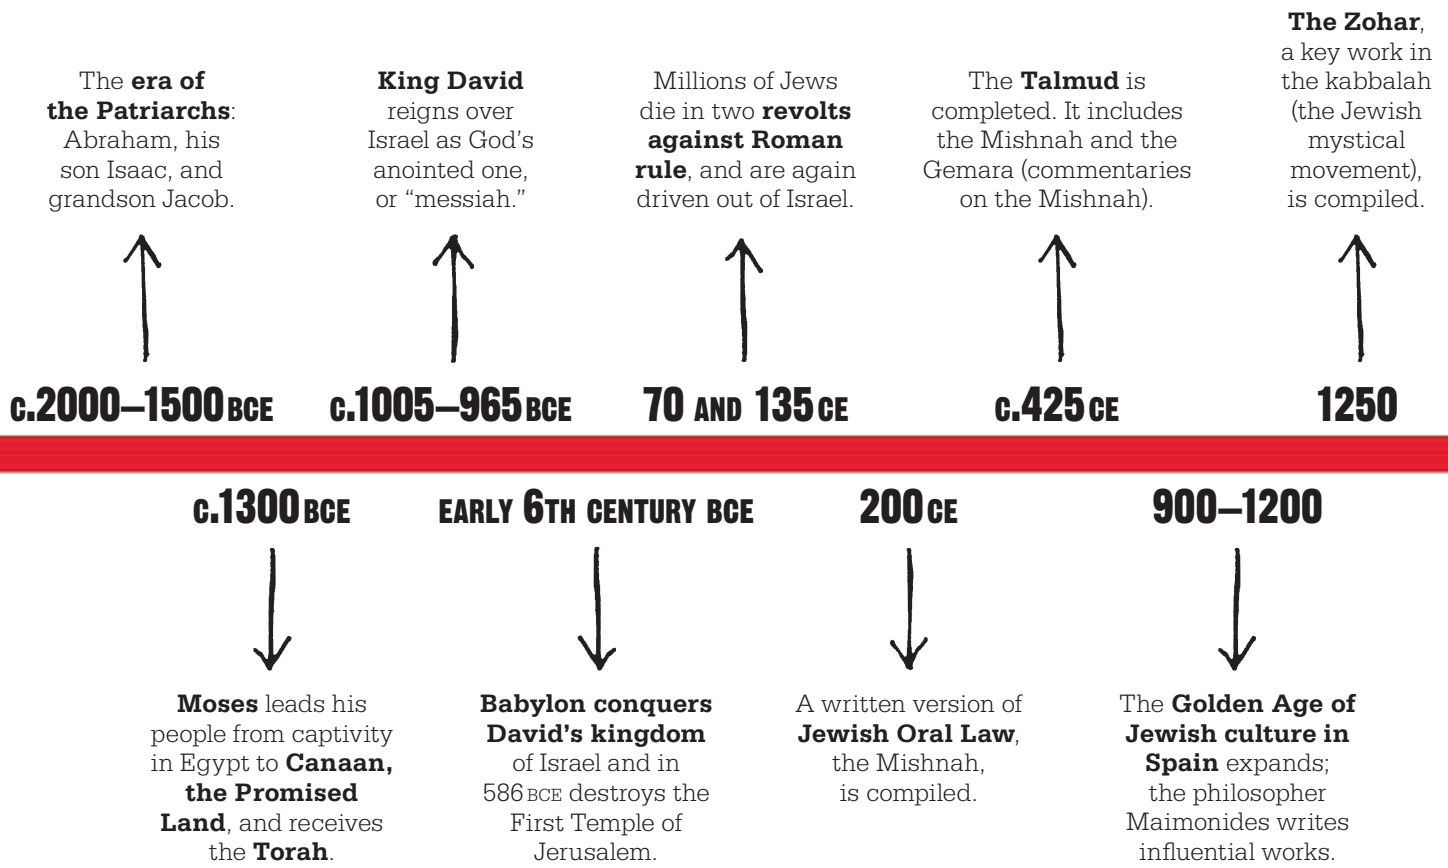 The era of
the Patriarchs:
Abraham, his
son Isaac, and
grandson Jacob.
c.2000–1500 BCE
c.1300 BCE
Moses leads his
people from captivity
in Egypt to Canaan,
the Promised
Land, and receives
the Torah.
King David
reigns over
Israel as God’s
anointed one,
or “messiah.”
c.1005–965 BCE
EARLY 6TH CENTURY BCE
Babylon conquers
David’s kingdom
of Israel and in
586 BCE destroys the
First Temple of
Jerusalem.
Millions of Jews
die in two revolts
against Roman
rule, and are again
driven out of Israel.
70 AND 135 CE
200 CE
A written version of
Jewish Oral Law,
the Mishnah,
is compiled.
The Talmud is
completed. It includes
the Mishnah and the
Gemara (commentaries
on the Mishnah).
c.425 CE
900–1200
The Golden Age of
Jewish culture in
Spain expands;
the philosopher
Maimonides writes
influential works.
The Zohar,
a key work in
the kabbalah
(the Jewish
mystical
movement),
is compiled.
1250